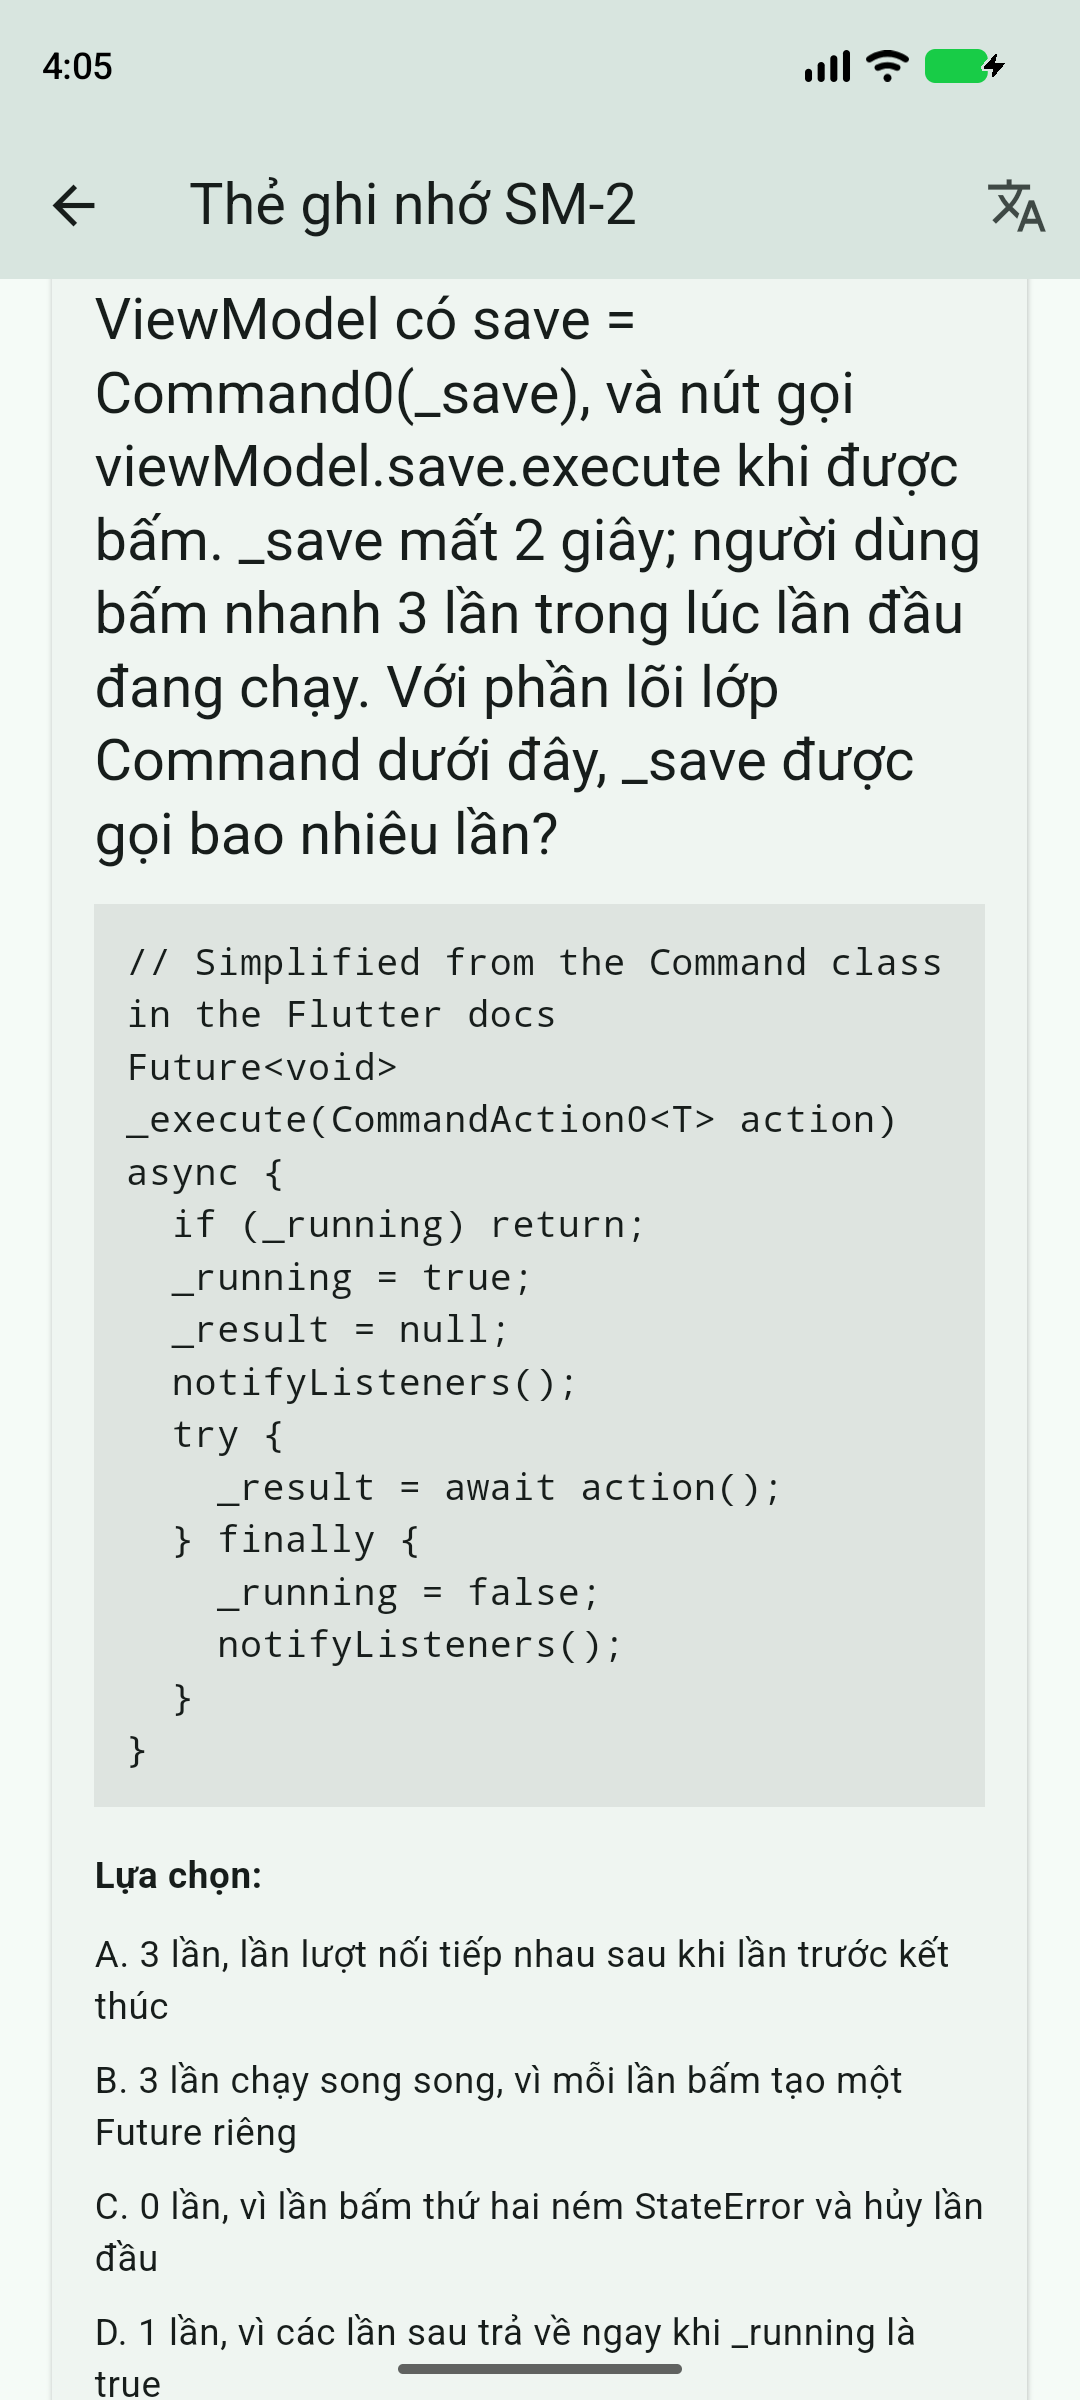 4:05
Thẻ ghi nhớ SM-2
ViewModel có save =
Command0(_save), và nút gọi
viewModel.save.execute khi được
bấm. _save mất 2 giây; người dùng
bấm nhanh 3 lần trong lúc lần đầu
đang chạy. Với phần lõi lớp
Command dưới đây, _save được
gọi bao nhiêu lần?
// Simplified from the Command class
in the Flutter docs
Future<void>
_execute(CommandAction0<T> action)
async {
  if (_running) return;
  _running = true;
  _result = null;
  notifyListeners();
  try {
    _result = await action();
  } finally {
    _running = false;
    notifyListeners();
  }
}
Lựa chọn:
A. 3 lần, lần lượt nối tiếp nhau sau khi lần trước kết
thúc
B. 3 lần chạy song song, vì mỗi lần bấm tạo một
Future riêng
C. 0 lần, vì lần bấm thứ hai ném StateError và hủy lần
đầu
D. 1 lần, vì các lần sau trả về ngay khi _running là
true